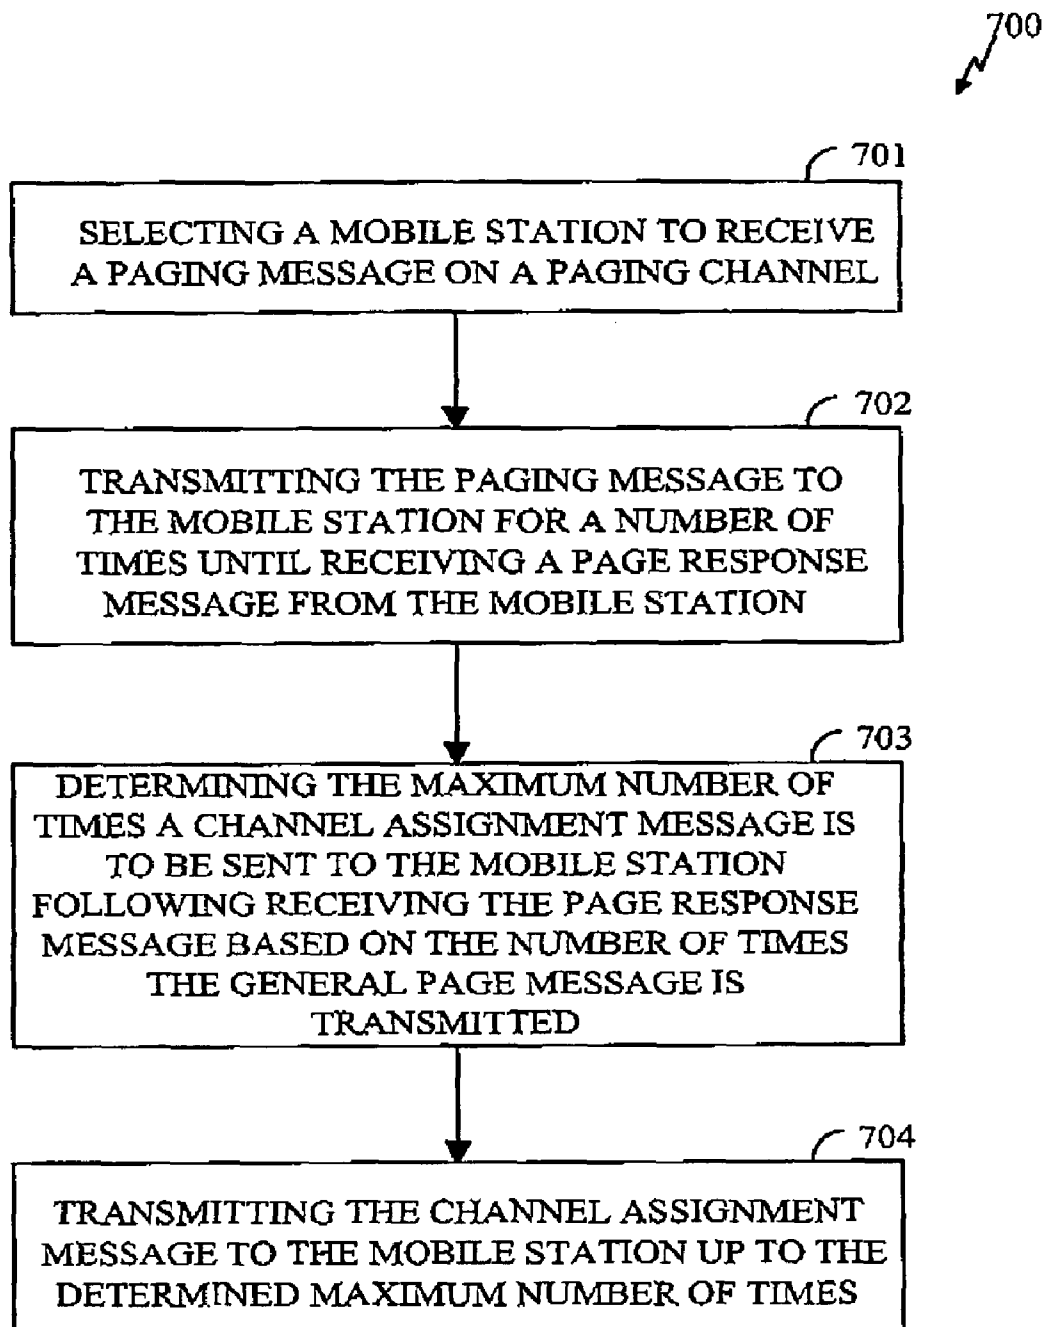 700
701
SELECTING A MOBILE STATION TO RECEIVE
A PAGING MESSAGE ON A PAGING CHANNEL
702
TRANSMITTING THE PAGING MESSAGE TO
THE MOBILE STATION FOR A NUMBER OF
TIMES UNTIL RECEIVING A PAGE RESPONSE
MESSAGE FROM THE MOBILE STATION
703
DETERMINING THE MAXIMUM NUMBER OF
TIMES A CHANNEL ASSIGNMENT MESSAGE IS
TO BE SENT TO THE MOBILE STATION
FOLLOWING RECEIVING THE PAGE RESPONSE
MESSAGE BASED ON THE NUMBER OF TIMES
THE GENERAL PAGE MESSAGE IS
TRANSMITTED
704
TRANSMITTING THE CHANNEL ASSIGNMENT
MESSAGE TO THE MOBILE STATION UP TO THE
DETERMINED MAXIMUM NUMBER OF TIMES